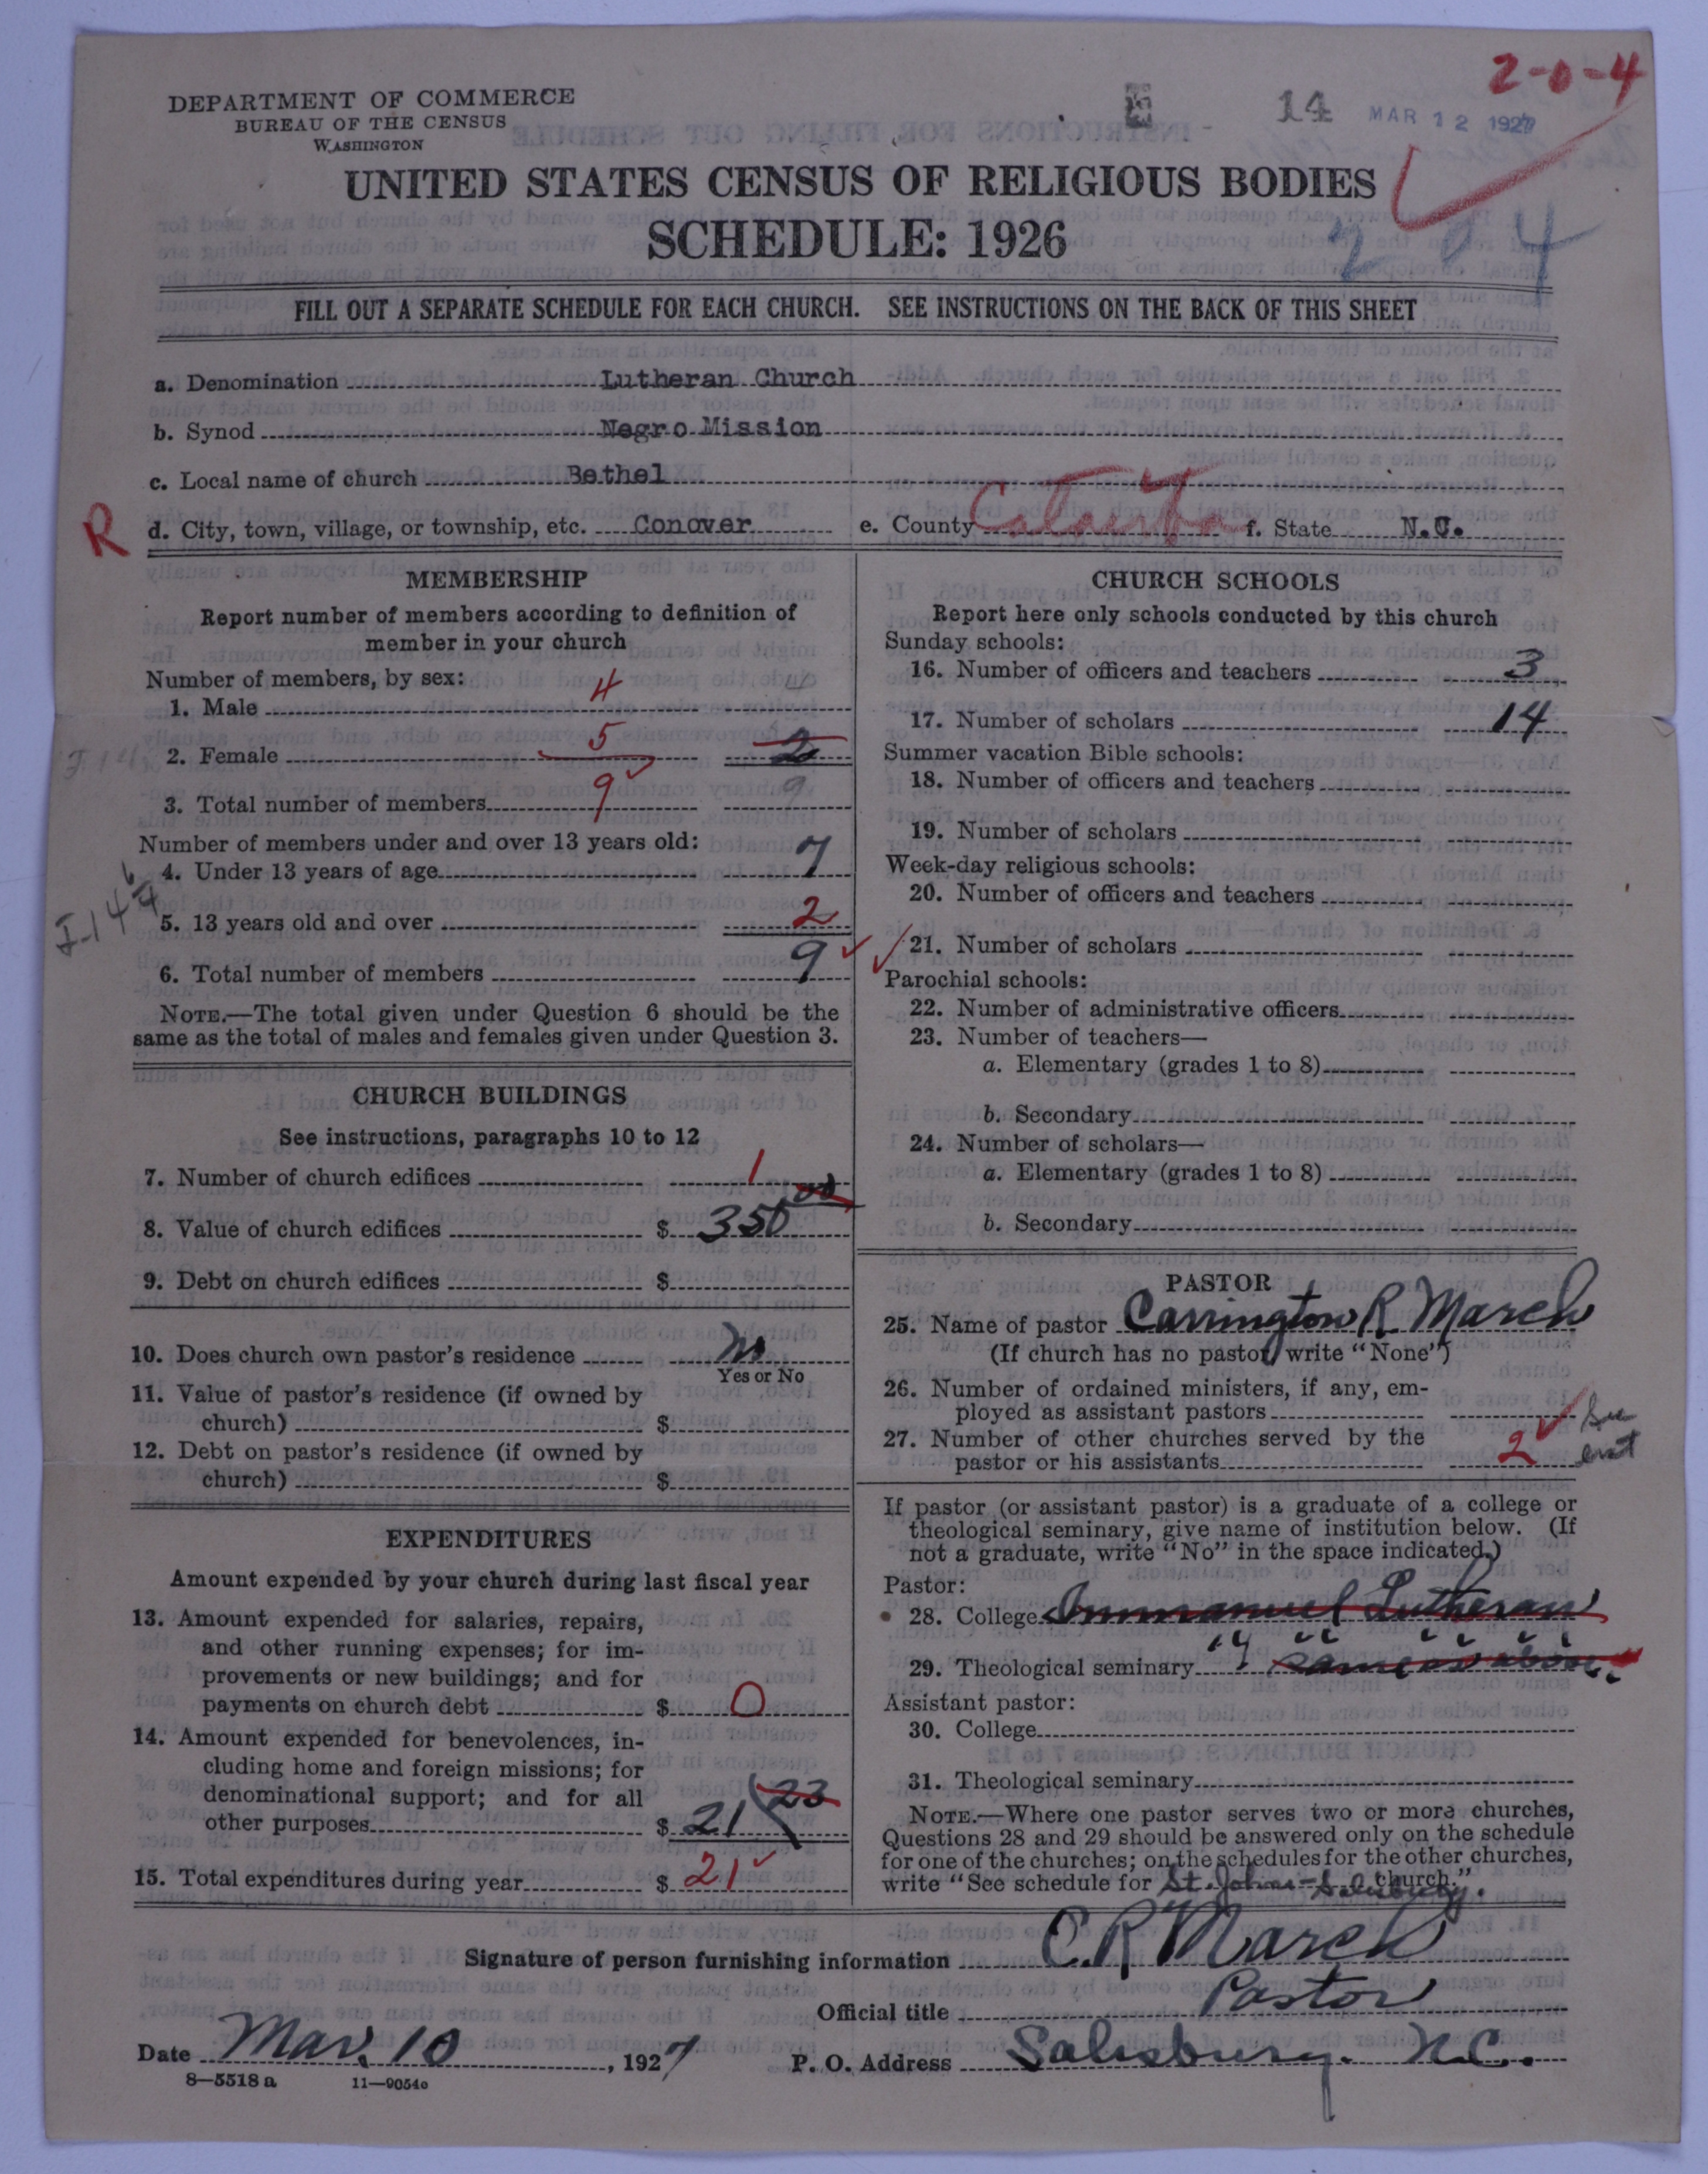 2-0-4
DEPARTMENT OF COMMERCE
BUREAU OF THE CENSUS
WASHINGTON
14 MAR 12 1927
UNITED STATES CENSUS OF RELIGIOUS BODIES
SCHEDULE: 1926
204
FILL OUT A SEPARATE SCHEDULE FOR EACH CHURCH. SEE INSTRUCTIONS ON THE BACK OF THIS SHEET
a. Denomination Lutheran Church
b. Synod Negro Mission
c. Local name of church Bethel
R d. City, town, village, or township, etc. Conover e. County Catawba f. State N.C.
MEMBERSHIP
Report number of members according to definition of
member in your church
Number of members, by sex:
1. Male 4 4
2. Female 5 2
3. Total number of members 9 9
Number of members under and over 13 years old:
4. Under 13 years of age 7
5. 13 years old and over 2
6. Total number of members 9
NOTE.—The total given under Question 6 should be the
same as the total of males and females given under Question 3.
CHURCH BUILDINGS
See instructions, paragraphs 10 to 12
7. Number of church edifices 1
8. Value of church edifices $ 350 00
9. Debt on church edifices $
10. Does church own pastor's residence No
Yes or No
11. Value of pastor's residence (if owned by
church) $
12. Debt on pastor's residence (if owned by
church) $
EXPENDITURES
Amount expended by your church during last fiscal year
13. Amount expended for salaries, repairs,
and other running expenses; for im-
provements or new buildings; and for
payments on church debt $ 0
14. Amount expended for benevolences, in-
cluding home and foreign missions; for
denominational support; and for all
other purposes $ 21 23
15. Total expenditures during year $ 21
CHURCH SCHOOLS
Report here only schools conducted by this church
Sunday schools:
16. Number of officers and teachers 3
17. Number of scholars 14
Summer vacation Bible schools:
18. Number of officers and teachers
19. Number of scholars
Week-day religious schools:
20. Number of officers and teachers
21. Number of scholars
Parochial schools:
22. Number of administrative officers
23. Number of teachers—
a. Elementary (grades 1 to 8)
b. Secondary
24. Number of scholars—
a. Elementary (grades 1 to 8)
b. Secondary
PASTOR
25. Name of pastor Carrington R. March
(If church has no pastor write "None")
26. Number of ordained ministers, if any, em-
ployed as assistant pastors
27. Number of other churches served by the
pastor or his assistants 2
If pastor (or assistant pastor) is a graduate of a college or
theological seminary, give name of institution below. (If
not a graduate, write "No" in the space indicated.)
Pastor:
28. College Immanuel Lutheran
29. Theological seminary same as above
Assistant pastor:
30. College
31. Theological seminary
NOTE.—Where one pastor serves two or more churches,
Questions 28 and 29 should be answered only on the schedule
for one of the churches; on the schedules for the other churches,
write "See schedule for St. Johns - Salisbury. church."
Signature of person furnishing information C. R. March
Official title Pastor
Date Mar. 10, 1927 P. O. Address Salisbury. N.C.
8—5518 a 11—9054c